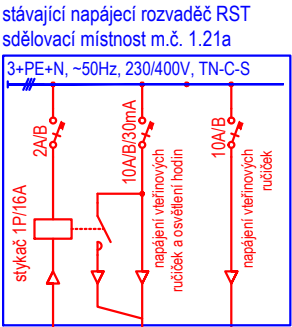 stávající napájecí rozvaděč RST
sdělovací místnost m.č. 1.21a
3+PE+N, ~50Hz, 230/400V, TN-C-S
2A/B
10A/B/30mA
10A/B
stykač 1P/16A
napájení vteřinových
ručiček a osvětlení hodin
napájení vteřinových
ručiček